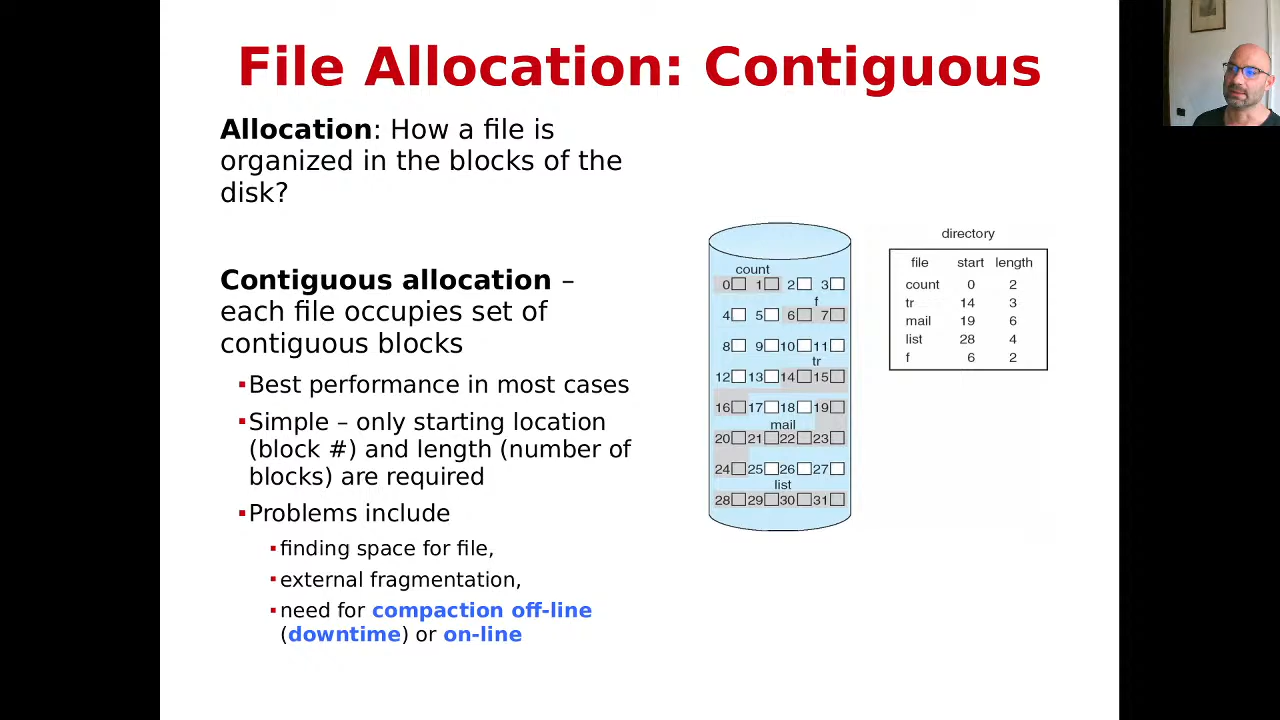 File Allocation: Contiguous
Allocation: How a file is
organized in the blocks of the
disk?
Contiguous allocation –
each file occupies set of
contiguous blocks
▪Best performance in most cases
▪Simple – only starting location
(block #) and length (number of
blocks) are required
▪Problems include
▪finding space for file,
▪external fragmentation,
▪need for compaction off-line
(downtime) or on-line
count
0 1 2 3
f
4 5 6 7
8 9 10 11
tr
12 13 14 15
16 17 18 19
mail
20 21 22 23
24 25 26 27
list
28 29 30 31
directory
file start length
count 0 2
tr 14 3
mail 19 6
list 28 4
f 6 2